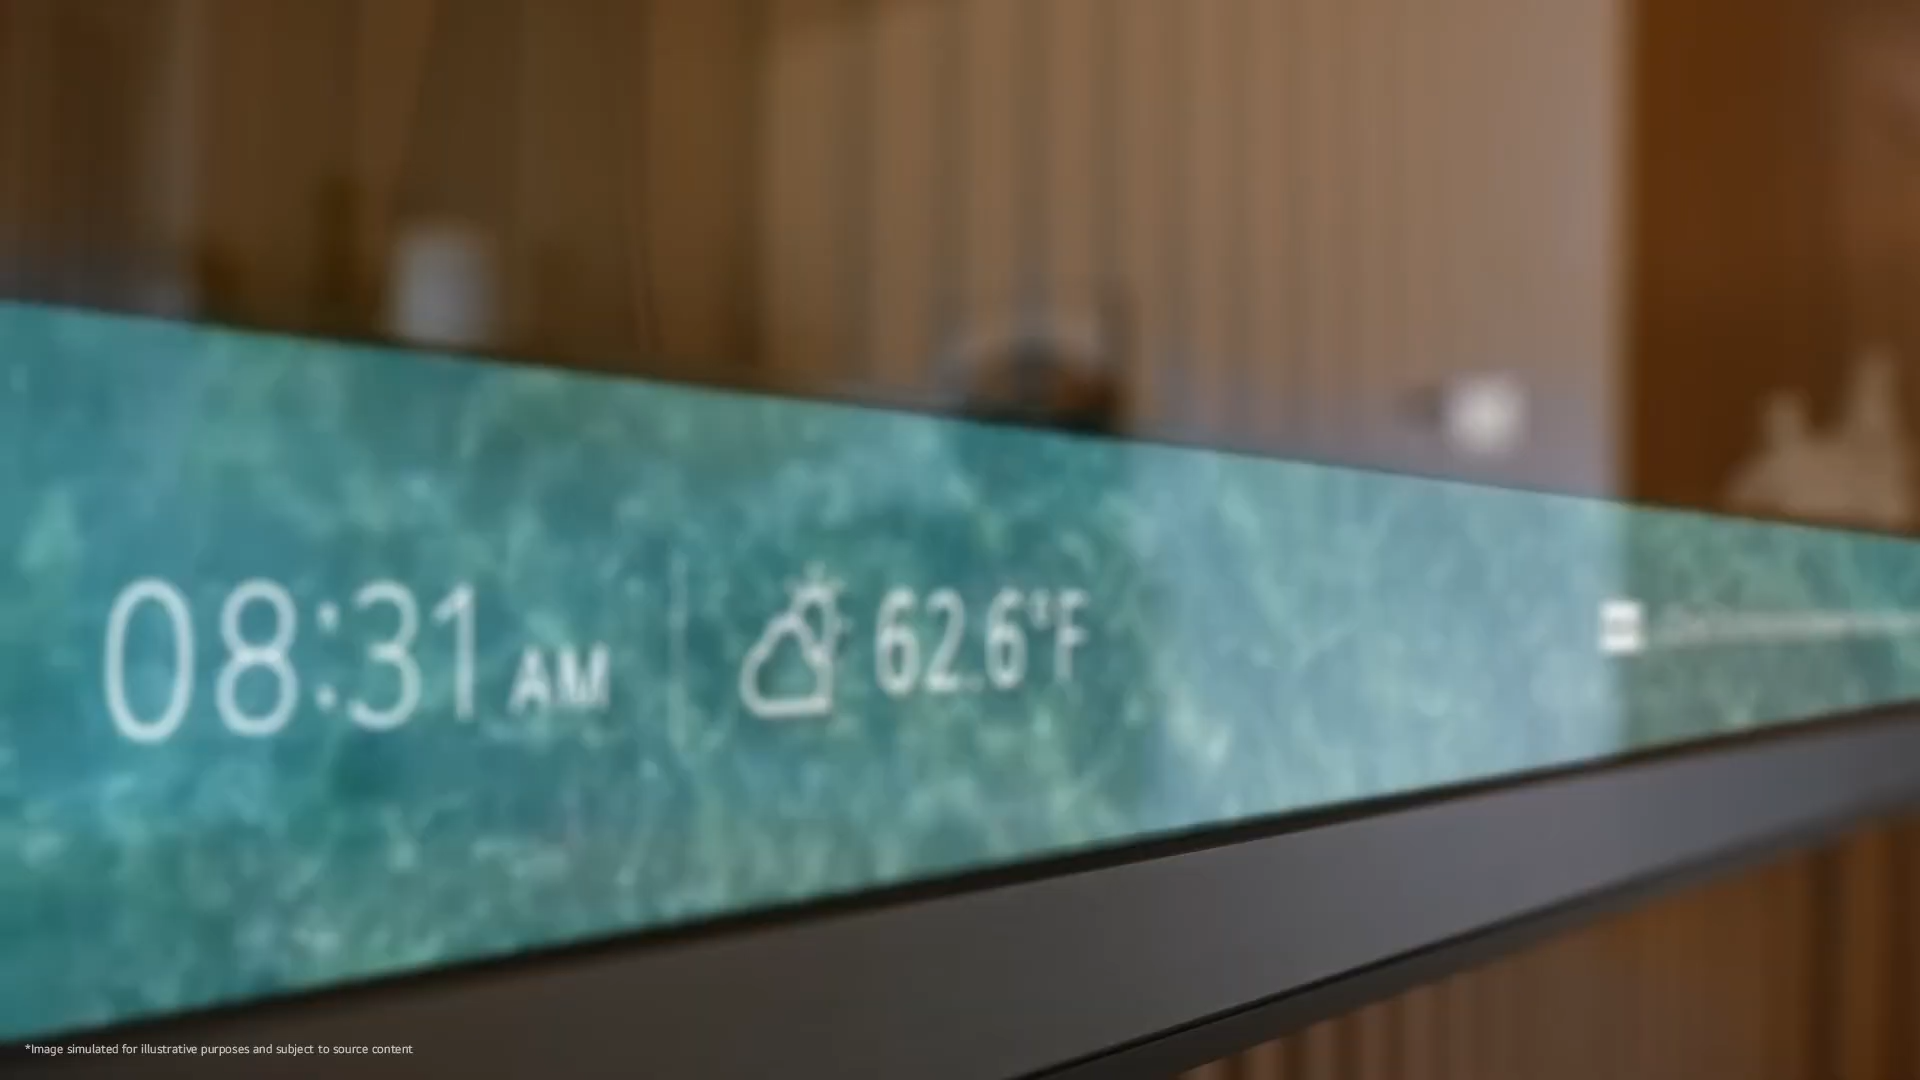 08:31 AM
62.6°F
*Image simulated for illustrative purposes and subject to source content